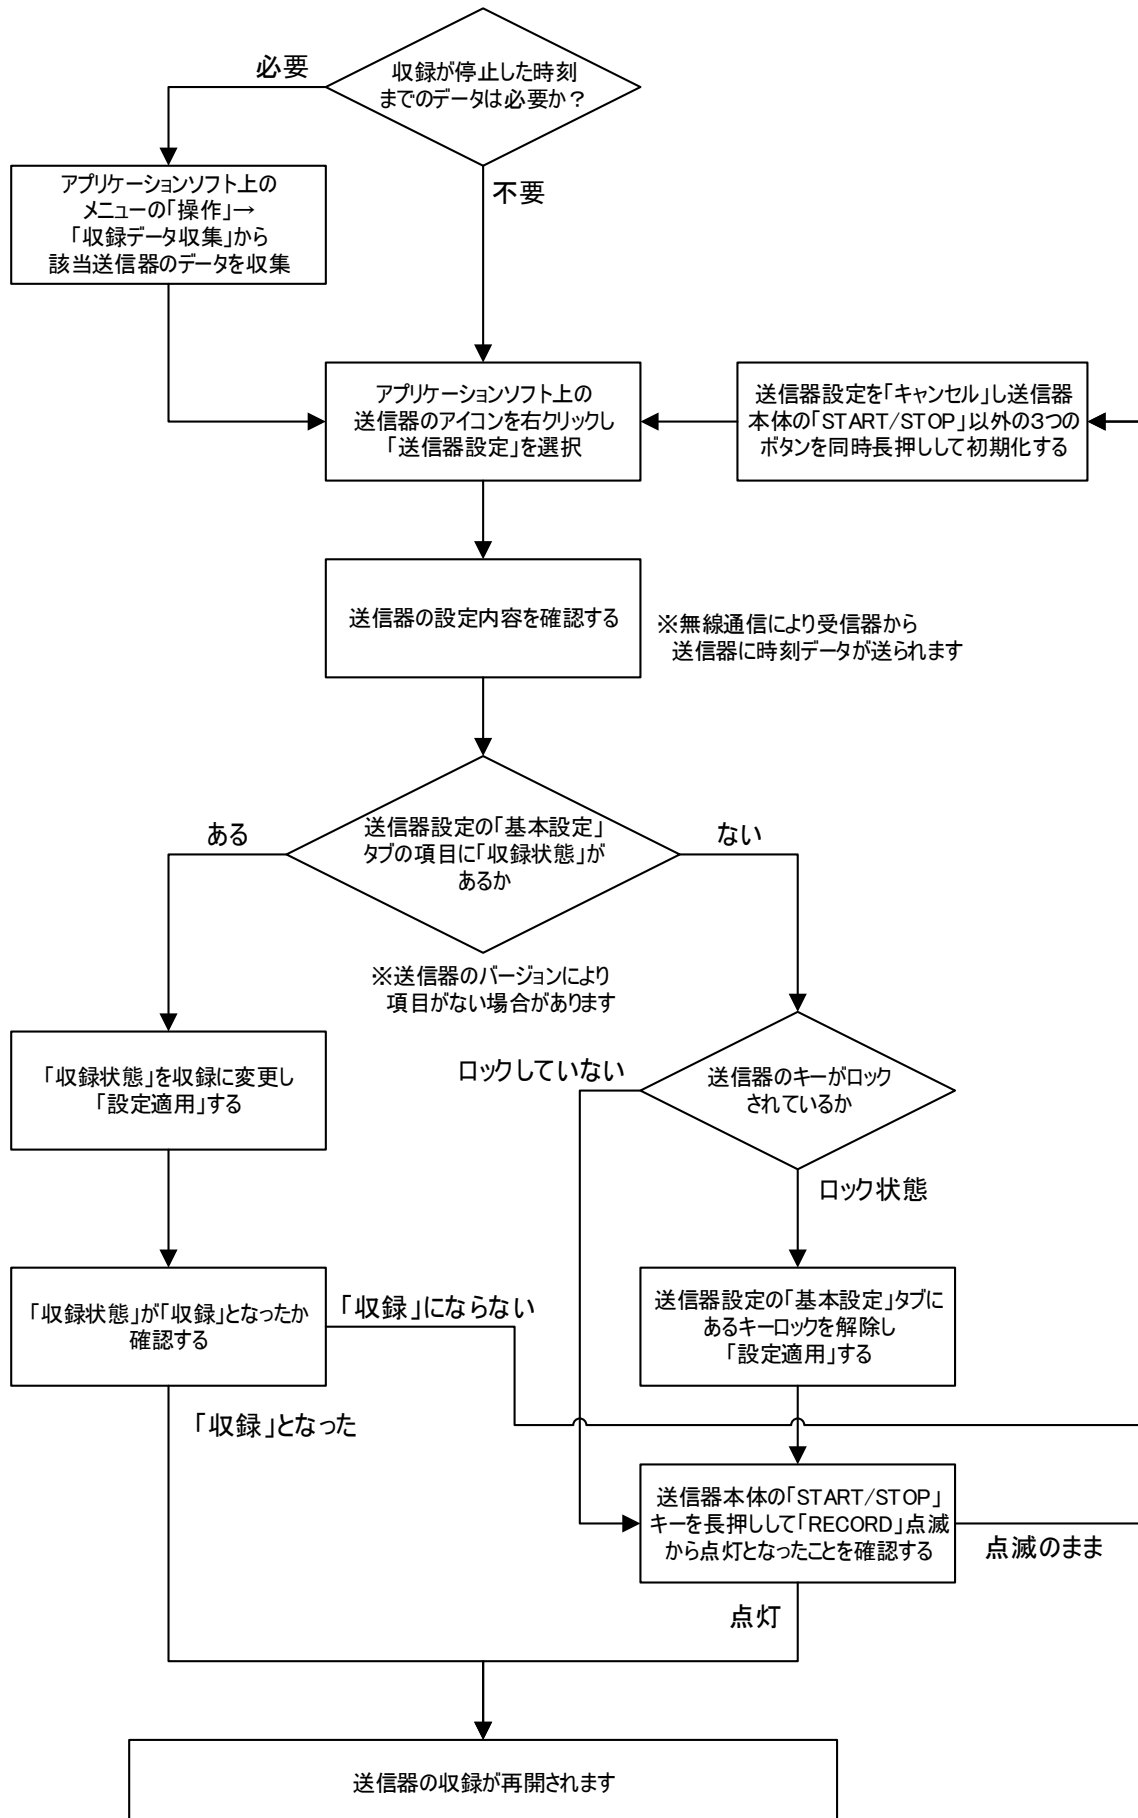 収録が停止した時刻
までのデータは必要か？
必要
不要
アプリケーションソフト上の
メニューの「操作」→
「収録データ収集」から
該当送信器のデータを収集
アプリケーションソフト上の
送信器のアイコンを右クリックし
「送信器設定」を選択
送信器設定を「キャンセル」し送信器
本体の「START/STOP」以外の3つの
ボタンを同時長押しして初期化する
送信器の設定内容を確認する
※無線通信により受信器から
送信器に時刻データが送られます
送信器設定の「基本設定」
タブの項目に「収録状態」が
あるか
ある
ない
※送信器のバージョンにより
項目がない場合があります
「収録状態」を収録に変更し
「設定適用」する
送信器のキーがロック
されているか
ロックしていない
ロック状態
「収録状態」が「収録」となったか
確認する
「収録」にならない
「収録」となった
送信器設定の「基本設定」タブに
あるキーロックを解除し
「設定適用」する
送信器本体の「START/STOP」
キーを長押しして「RECORD」点滅
から点灯となったことを確認する
点滅のまま
点灯
送信器の収録が再開されます